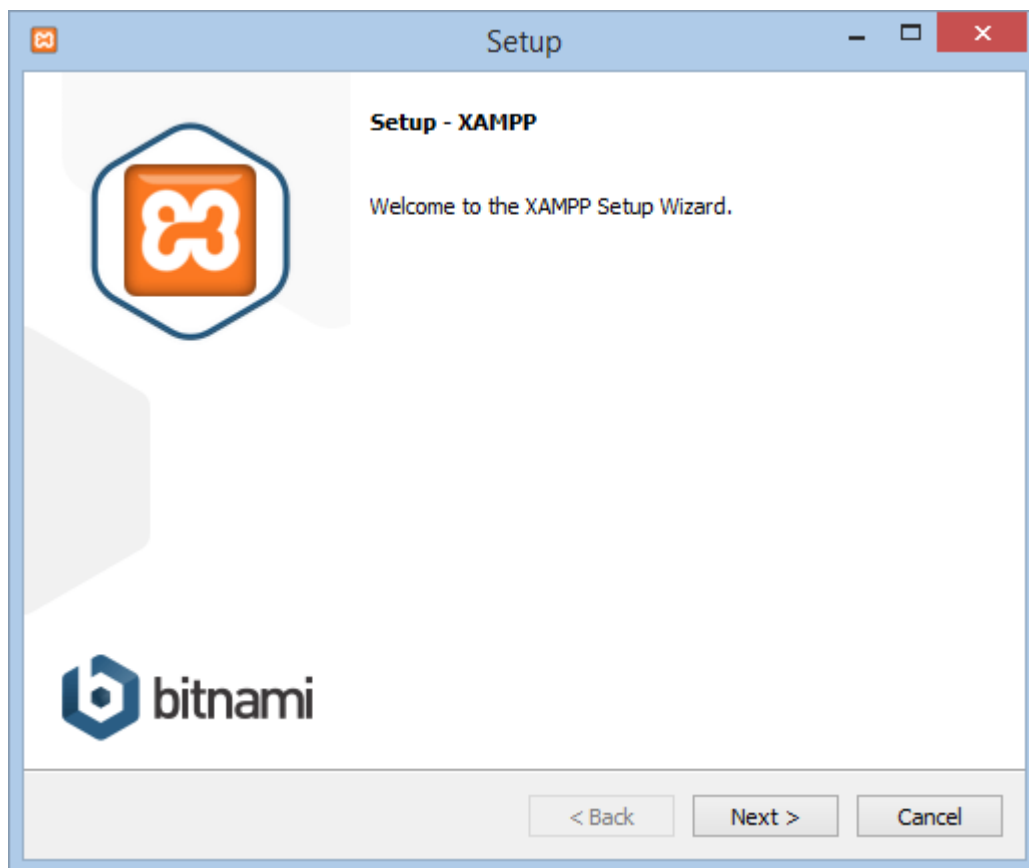 Setup
Setup - XAMPP
Welcome to the XAMPP Setup Wizard.
bitnami
< Back Next > Cancel